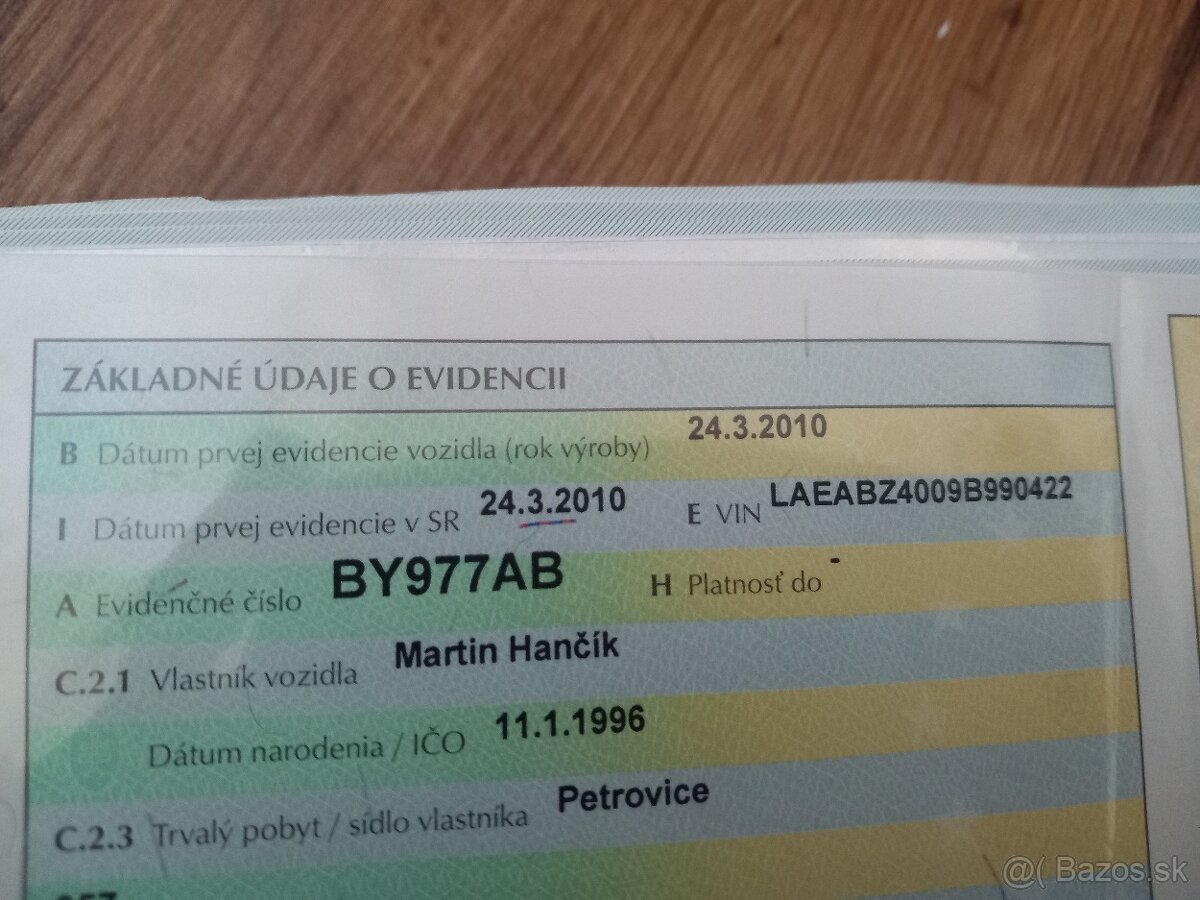 ZÁKLADNÉ ÚDAJE O EVIDENCII
B Dátum prvej evidencie vozidla (rok výroby) 24.3.2010
I Dátum prvej evidencie v SR 24.3.2010 E VIN LAEABZ4009B990422
A Evidenčné číslo BY977AB H Platnosť do -
C.2.1 Vlastník vozidla Martin Hančík
Dátum narodenia / IČO 11.1.1996
C.2.3 Trvalý pobyt / sídlo vlastníka Petrovice
@( Bazos.sk